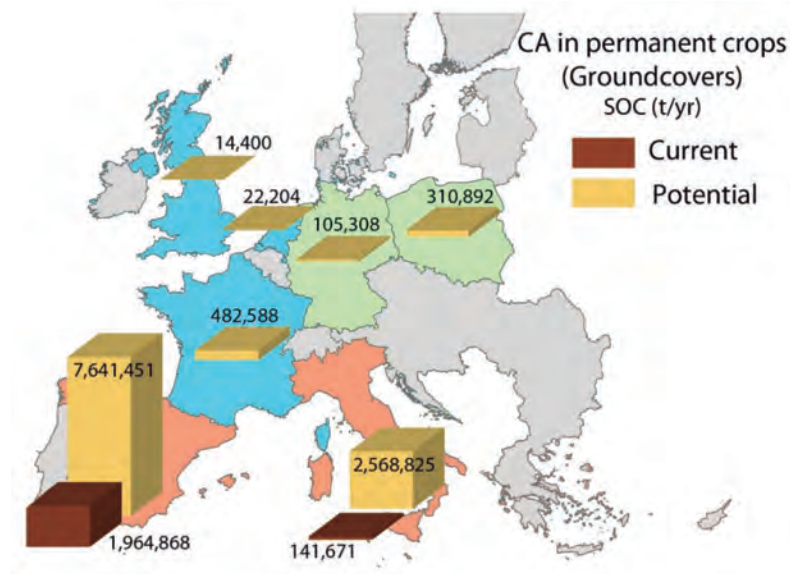 CA in permanent crops
(Groundcovers)
SOC (t/yr)
Current
Potential
14,400
22,204
105,308
310,892
482,588
7,641,451
2,568,825
1,964,868
141,671